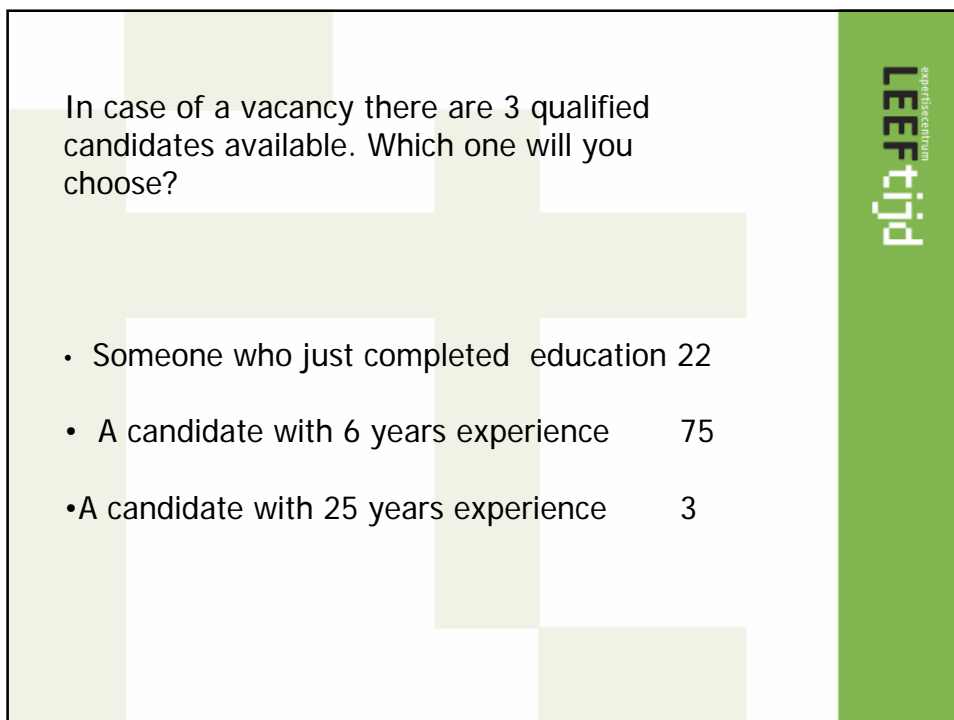 In case of a vacancy there are 3 qualified
candidates available. Which one will you
choose?
• Someone who just completed education 22
• A candidate with 6 years experience 75
•A candidate with 25 years experience 3
expertisecentrum
LEEFtijd